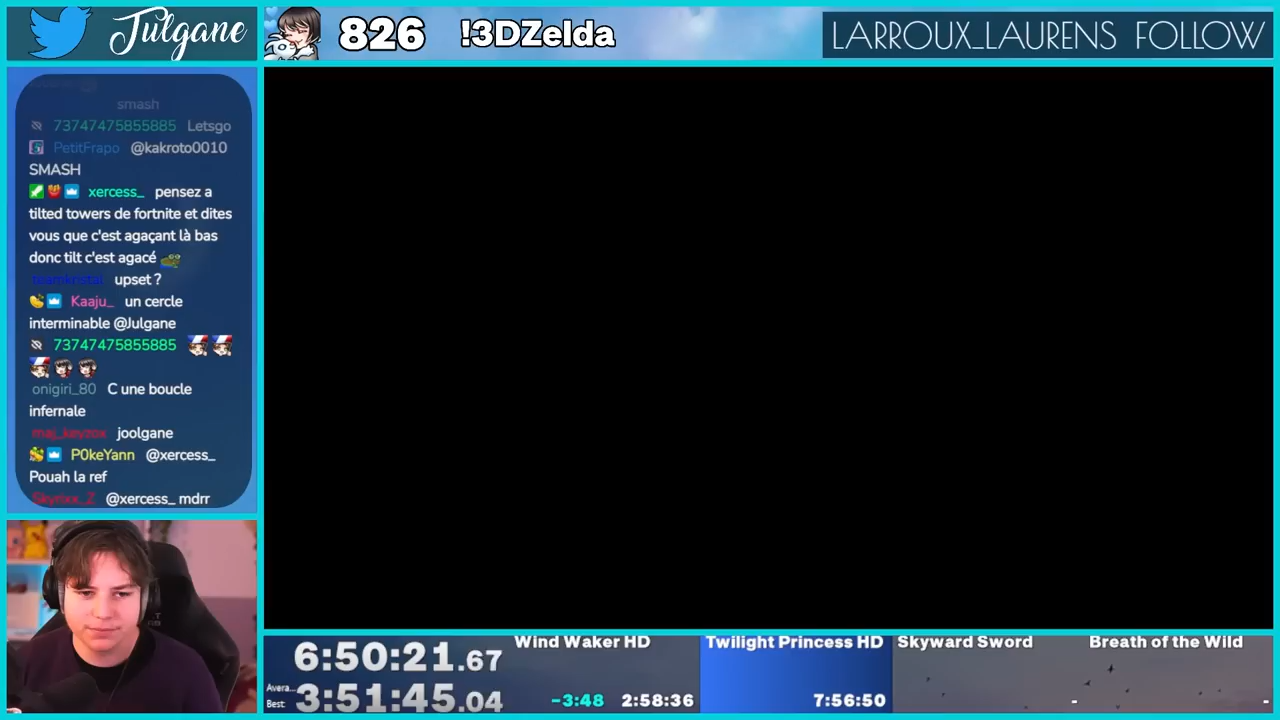 Julgane
826
!3DZelda
LARROUX_LAURENS FOLLOW
smash
73747475855885 Letsgo
PetitFrapo @kakroto0010
SMASH
xercess_ pensez a
tilted towers de fortnite et dites
vous que c'est agaçant là bas
donc tilt c'est agacé
teamkristal upset ?
Kaaju_ un cercle
interminable @Julgane
73747475855885
onigiri_80 C une boucle
infernale
maj_keyzox joolgane
P0keYann @xercess_
Pouah la ref
Skyrixx_Z @xercess_ mdrr
6:50:21.67
Avera...
Best: 3:51:45.04
Wind Waker HD
-3:48 2:58:36
Twilight Princess HD
7:56:50
Skyward Sword
-
Breath of the Wild
-